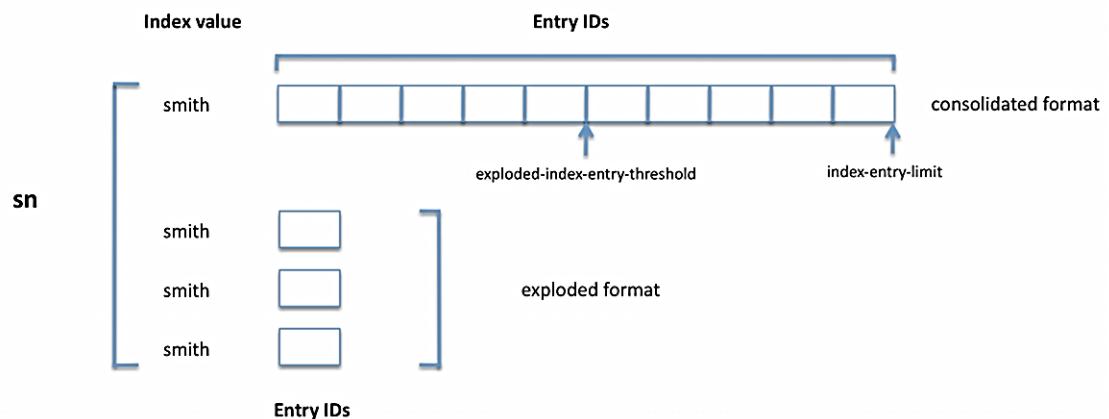 Index value
Entry IDs
smith
consolidated format
exploded-index-entry-threshold
index-entry-limit
sn
smith
smith
exploded format
smith
Entry IDs